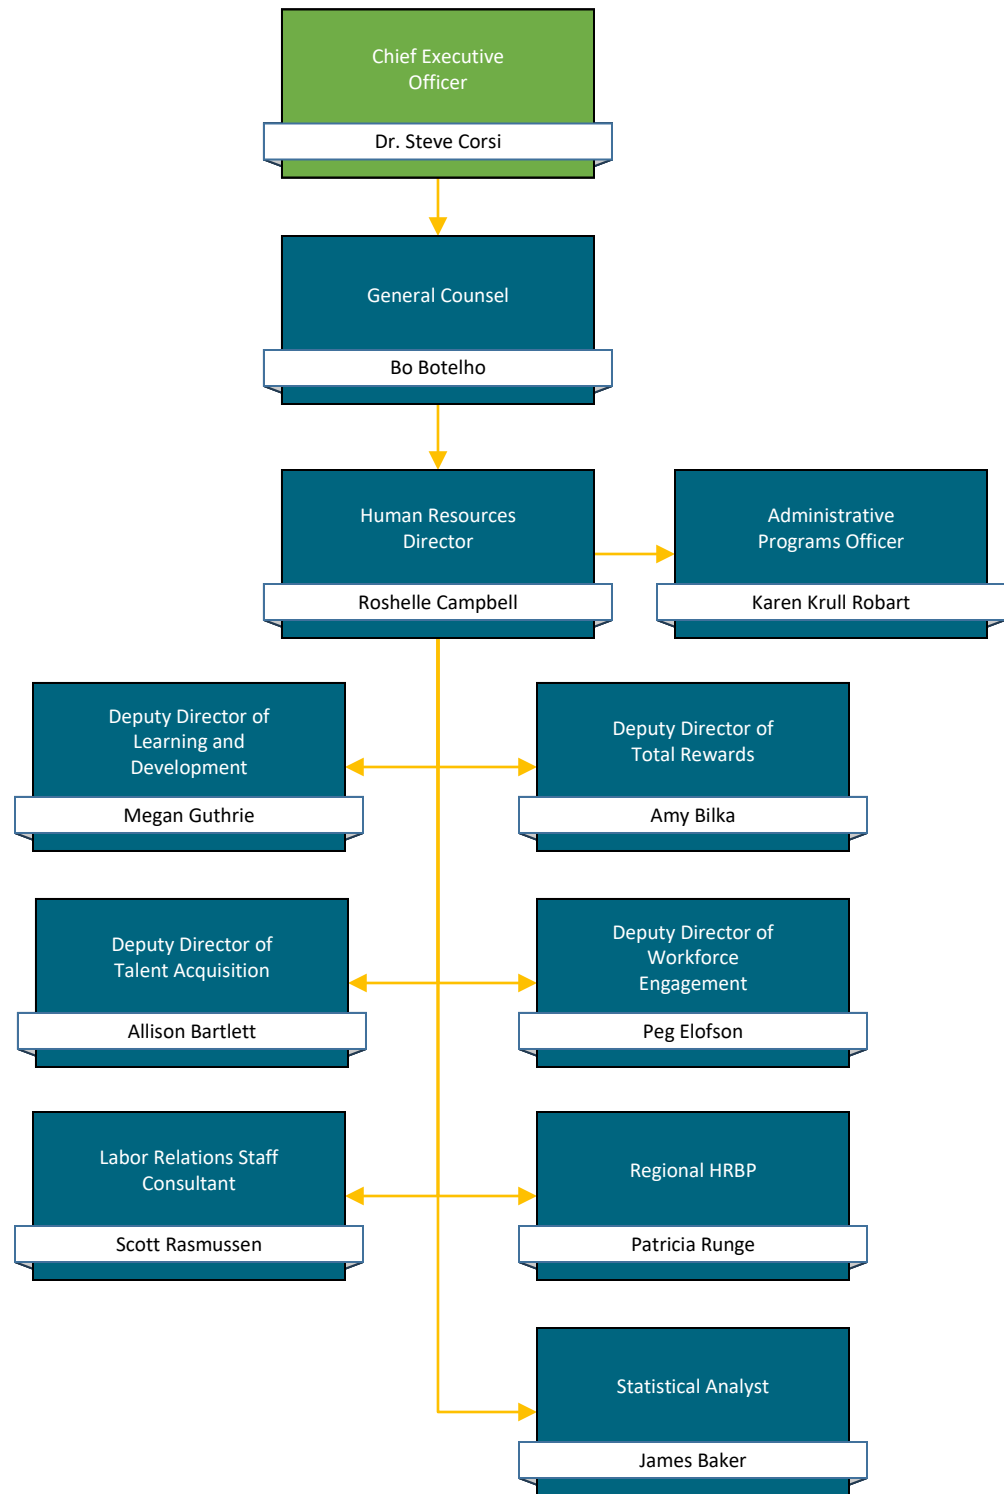 Chief Executive
Officer
Dr. Steve Corsi
General Counsel
Bo Botelho
Human Resources
Director
Roshelle Campbell
Administrative
Programs Officer
Karen Krull Robart
Deputy Director of
Learning and
Development
Megan Guthrie
Deputy Director of
Total Rewards
Amy Bilka
Deputy Director of
Talent Acquisition
Allison Bartlett
Deputy Director of
Workforce
Engagement
Peg Elofson
Labor Relations Staff
Consultant
Scott Rasmussen
Regional HRBP
Patricia Runge
Statistical Analyst
James Baker